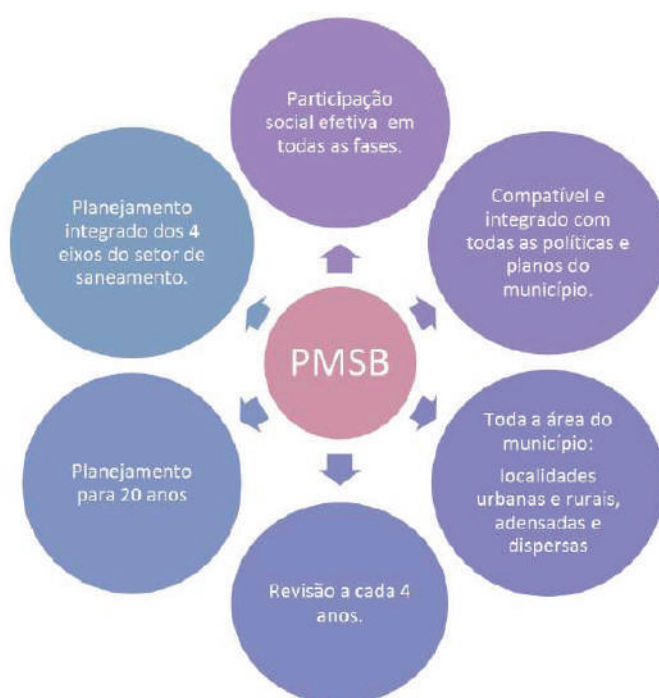 Participação
social efetiva em
todas as fases.
Compatível e
integrado com
todas as políticas e
planos do
município.
Toda a área do
município:
localidades
urbanas e rurais,
adensadas e
dispersas
Revisão a cada 4
anos.
Planejamento
para 20 anos
Planejamento
integrado dos 4
eixos do setor de
saneamento.
PMSB